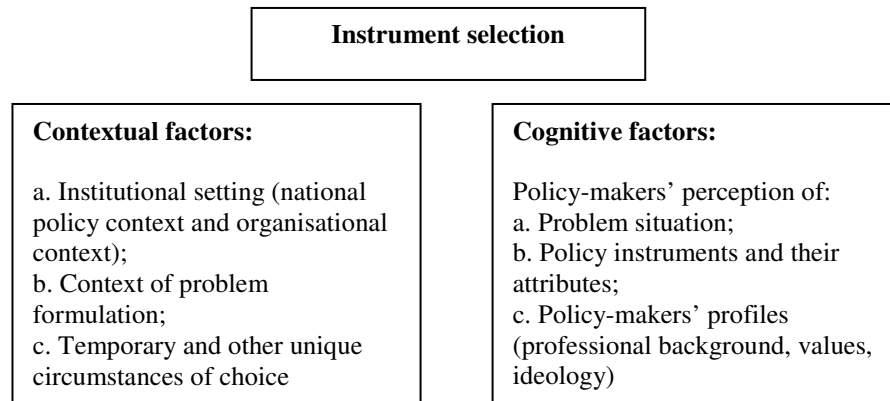 Instrument selection
Contextual factors:
a. Institutional setting (national
policy context and organisational
context);
b. Context of problem
formulation;
c. Temporary and other unique
circumstances of choice
Cognitive factors:
Policy-makers’ perception of:
a. Problem situation;
b. Policy instruments and their
attributes;
c. Policy-makers’ profiles
(professional background, values,
ideology)